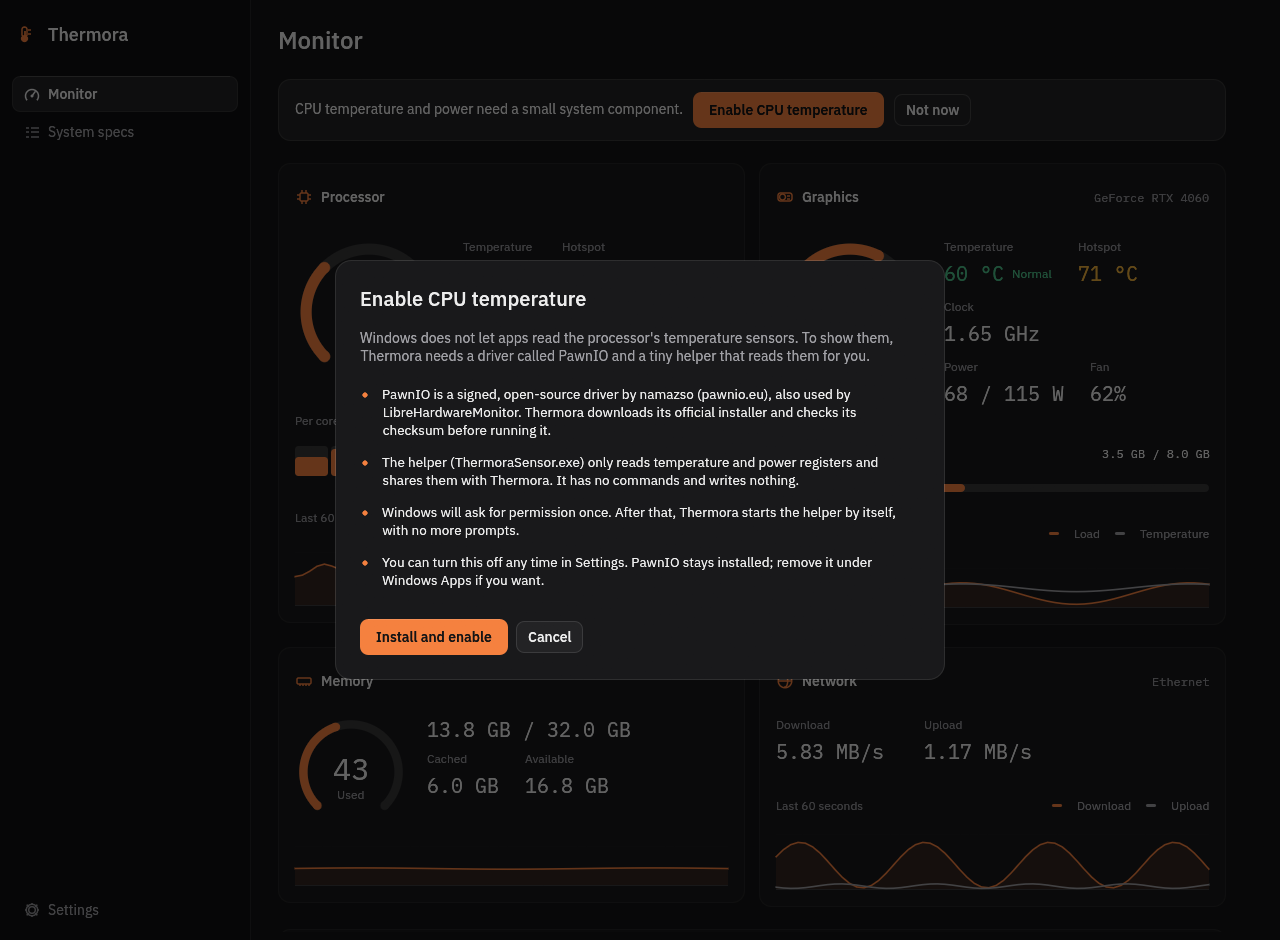 Thermora
Monitor
System specs
Settings
Monitor
CPU temperature and power need a small system component.
Enable CPU temperature
Not now
Processor
Temperature
Hotspot
Per core
Last 60
Graphics
GeForce RTX 4060
Temperature
Hotspot
60 °C Normal
71 °C
Clock
1.65 GHz
Power
Fan
68 / 115 W
62%
3.5 GB / 8.0 GB
Load
Temperature
Enable CPU temperature
Windows does not let apps read the processor's temperature sensors. To show them,
Thermora needs a driver called PawnIO and a tiny helper that reads them for you.
PawnIO is a signed, open-source driver by namazso (pawnio.eu), also used by
LibreHardwareMonitor. Thermora downloads its official installer and checks its
checksum before running it.
The helper (ThermoraSensor.exe) only reads temperature and power registers and
shares them with Thermora. It has no commands and writes nothing.
Windows will ask for permission once. After that, Thermora starts the helper by itself,
with no more prompts.
You can turn this off any time in Settings. PawnIO stays installed; remove it under
Windows Apps if you want.
Install and enable
Cancel
Memory
43
Used
13.8 GB / 32.0 GB
Cached
Available
6.0 GB
16.8 GB
Network
Ethernet
Download
Upload
5.83 MB/s
1.17 MB/s
Last 60 seconds
Download
Upload